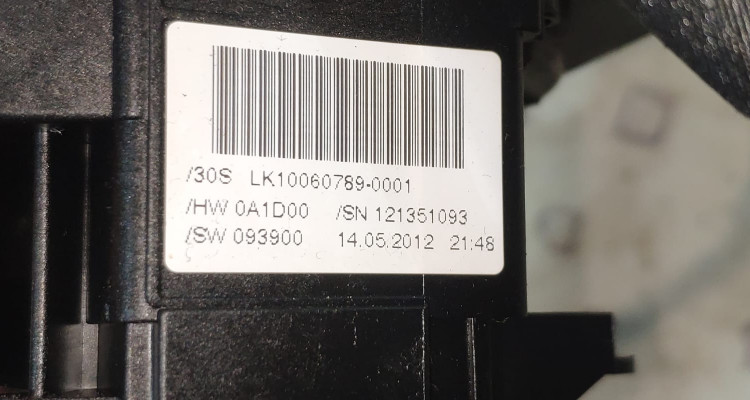 /30S LK10060789-0001
/HW 0A1D00 /SN 121351093
/SW 093900 14.05.2012 21:48